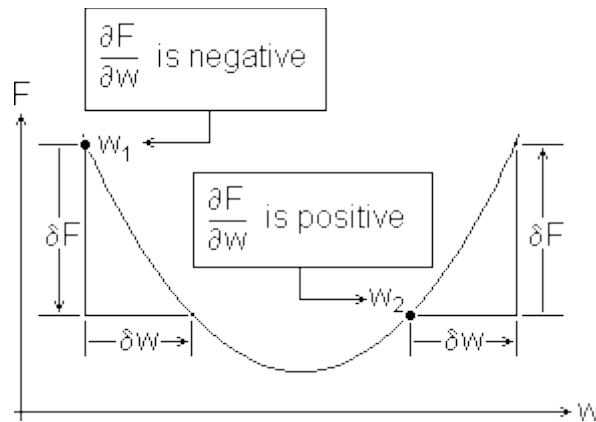 ∂F/∂w is negative
F
w₁
∂F/∂w is positive
δF
δF
w₂
δw
δw
w